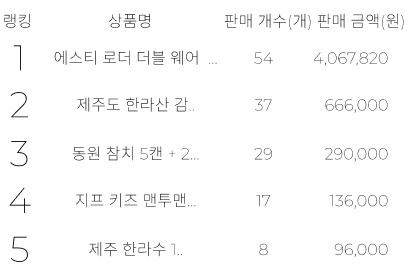 랭킹 상품명 판매 개수(개) 판매 금액(원)
1 에스티 로더 더블 웨어 ... 54 4,067,820
2 제주도 한라산 감.. 37 666,000
3 동원 참치 5캔 + 2... 29 290,000
4 지프 키즈 맨투맨... 17 136,000
5 제주 한라수 1.. 8 96,000